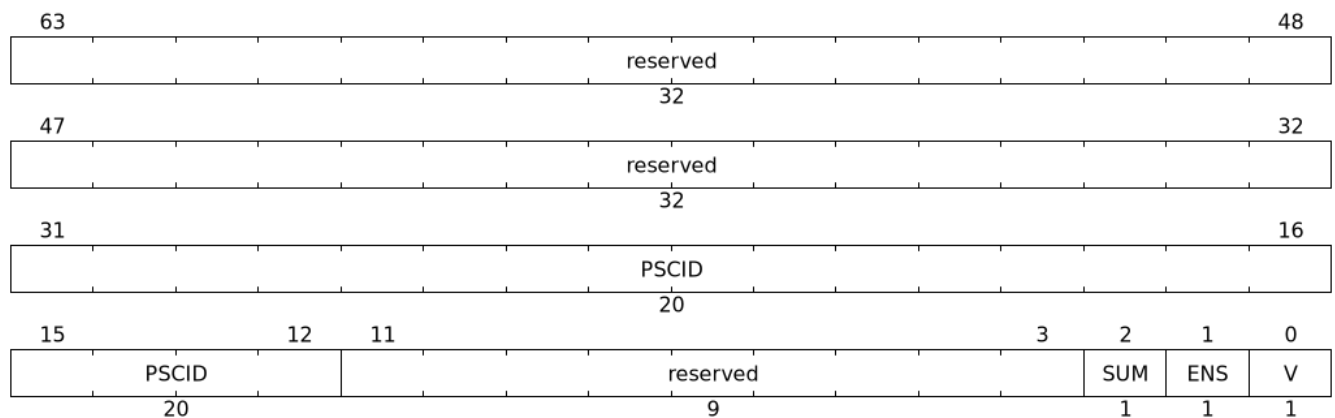 63 48
reserved
32
47 32
reserved
32
31 16
PSCID
20
15 12 11 3 2 1 0
PSCID reserved SUM ENS V
20 9 1 1 1